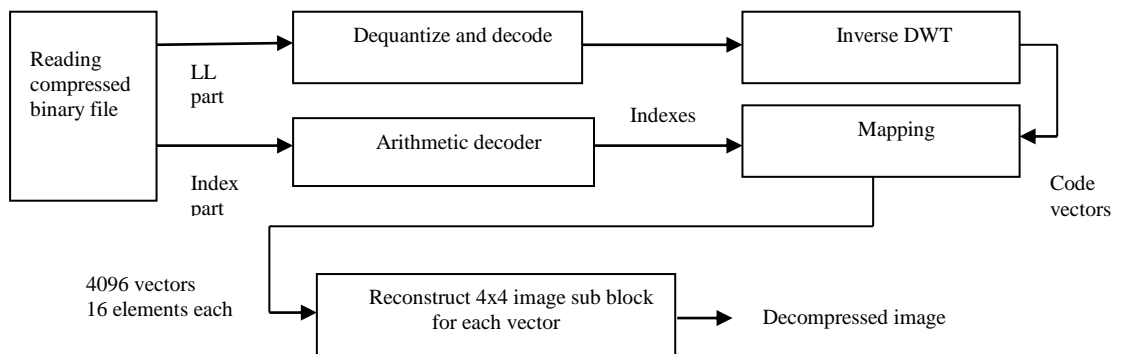 Reading
compressed
binary file
LL
part
Dequantize and decode
Inverse DWT
Index
part
Arithmetic decoder
Indexes
Mapping
Code
vectors
4096 vectors
16 elements each
Reconstruct 4x4 image sub block
for each vector
Decompressed image